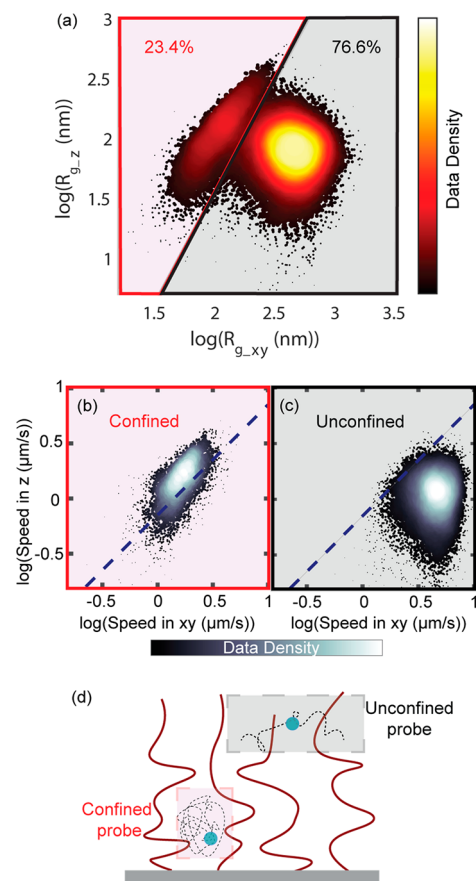 (a)
3
2.5
2
1.5
1
log(R_g_z (nm))
23.4%
76.6%
1.5
2
2.5
3
3.5
log(R_g_xy (nm))
Data Density
1
0.5
0
-0.5
log(Speed in z (μm/s))
(b)
Confined
(c)
Unconfined
-0.5
0
0.5
1
-0.5
0
0.5
1
log(Speed in xy (μm/s))
log(Speed in xy (μm/s))
Data Density
(d)
Unconfined
probe
Confined
probe